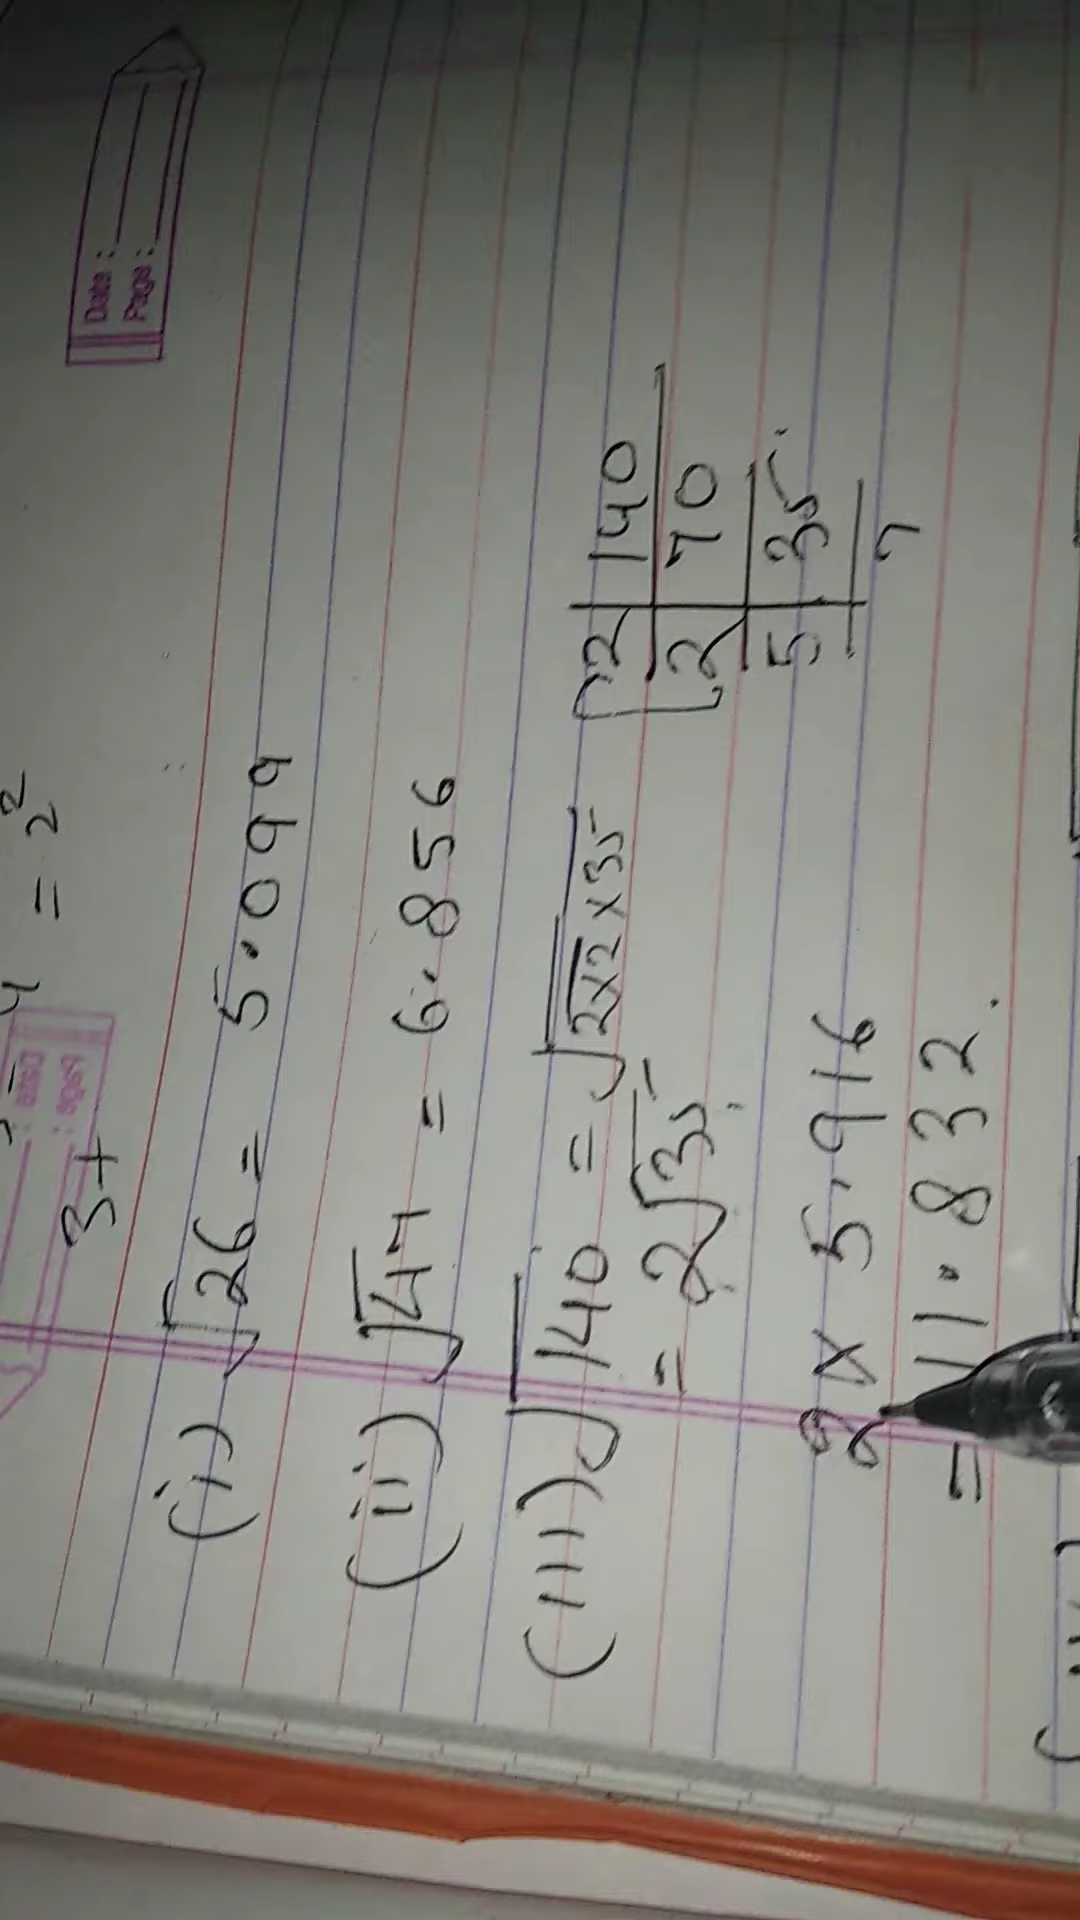 Date :
Page :
= 2²
3+
(i) √26 = 5.099
(ii) √47 = 6.856
(iii) √140 = √2×2×35
= 2√35
2 × 5.916
= 11.832.
2 140
2 70
5 35
7